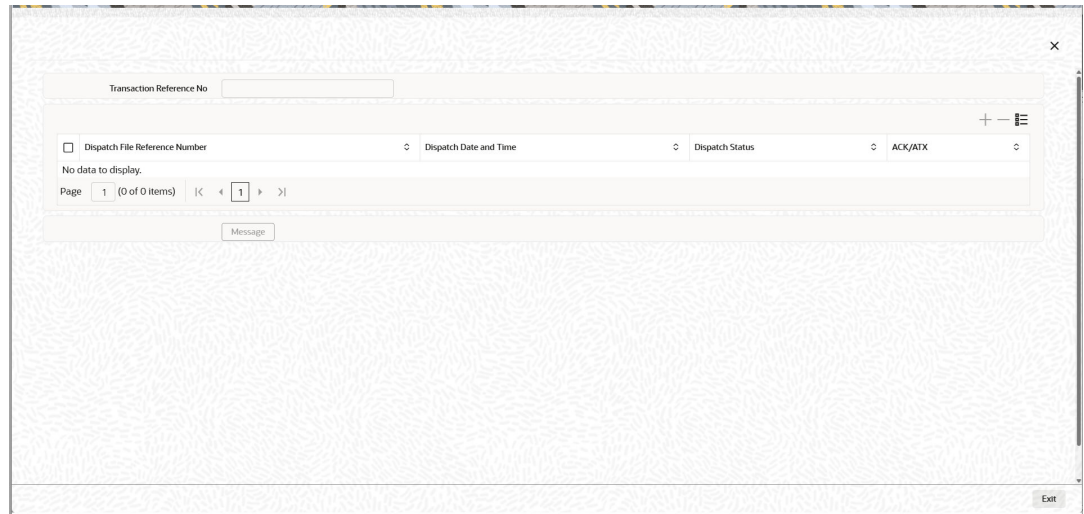 Transaction Reference No
Dispatch File Reference Number Dispatch Date and Time Dispatch Status ACK/ATX
No data to display.
Page 1 (0 of 0 items) 1
Message
Exit